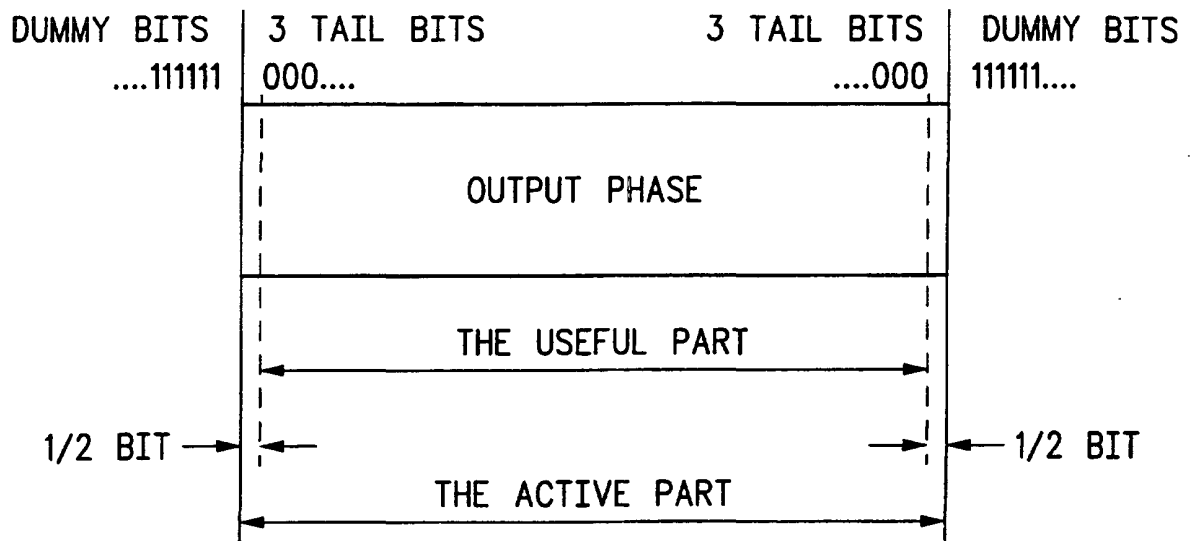 DUMMY BITS 3 TAIL BITS 3 TAIL BITS DUMMY BITS
....111111 000.... ....000 111111....
OUTPUT PHASE
THE USEFUL PART
1/2 BIT 1/2 BIT
THE ACTIVE PART